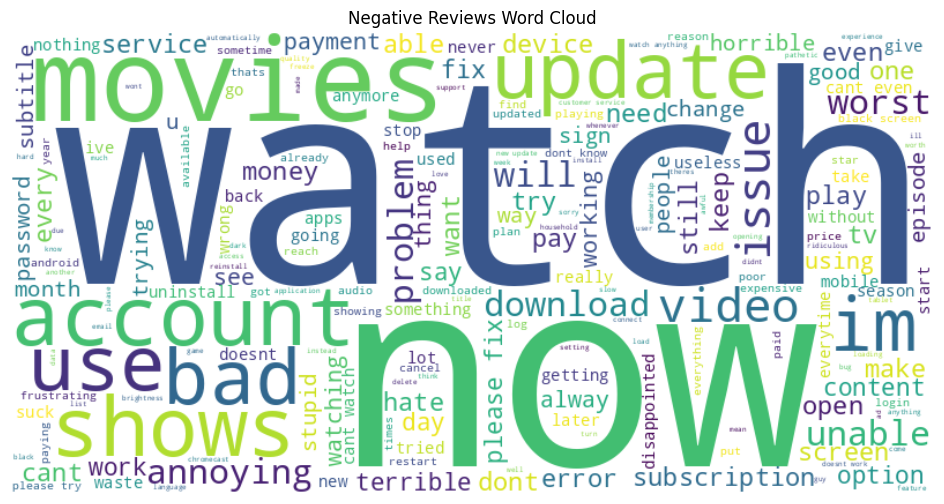 Negative Reviews Word Cloud
nothing service automatically sometime payment able never device reason horrible experience even give
movies update
subtitle thats go quality freeze made wont anymore support fix
find updated playing customer service need change watch anything pathetic good one cant even black screen worst
watch
u ive available already money back
stop help used love new update week dont know install sorry whenever sign will try way
people useless theres star take play without tv episode
year hard much due know every password android another month
trying wrong see apps going reach dark access reinstall
problem thing want say pay plan household really working membership user awful still keep issue
add didnt price ridiculous opening using mobile poor expensive season start worth ill
uninstall got application audio showing downloaded something title slow connect log
account now download video im
please email please fix load everytime tablet loading bug make content
use bad doesnt game instead
shows stupid watching cant watch lot cancel delete think hate day times tried restart
setting getting alway later turn disappointed everything paid open login ad anything unable
data list brightness frustrating suck paying black
cant work annoying chromecast please try waste language new terrible well dont error
put mean subscription screen guy doesnt work option come feature